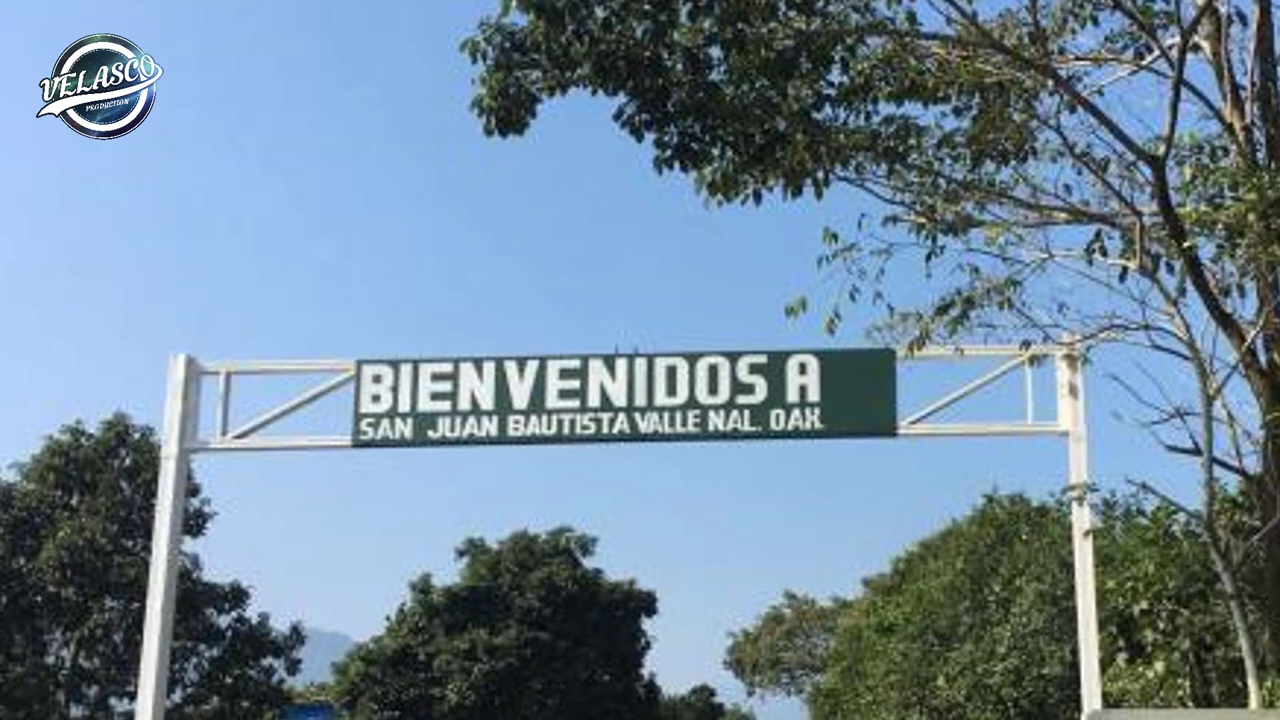 VELASCO
PRODUCTION
BIENVENIDOS A
SAN JUAN BAUTISTA VALLE NAL. OAX.